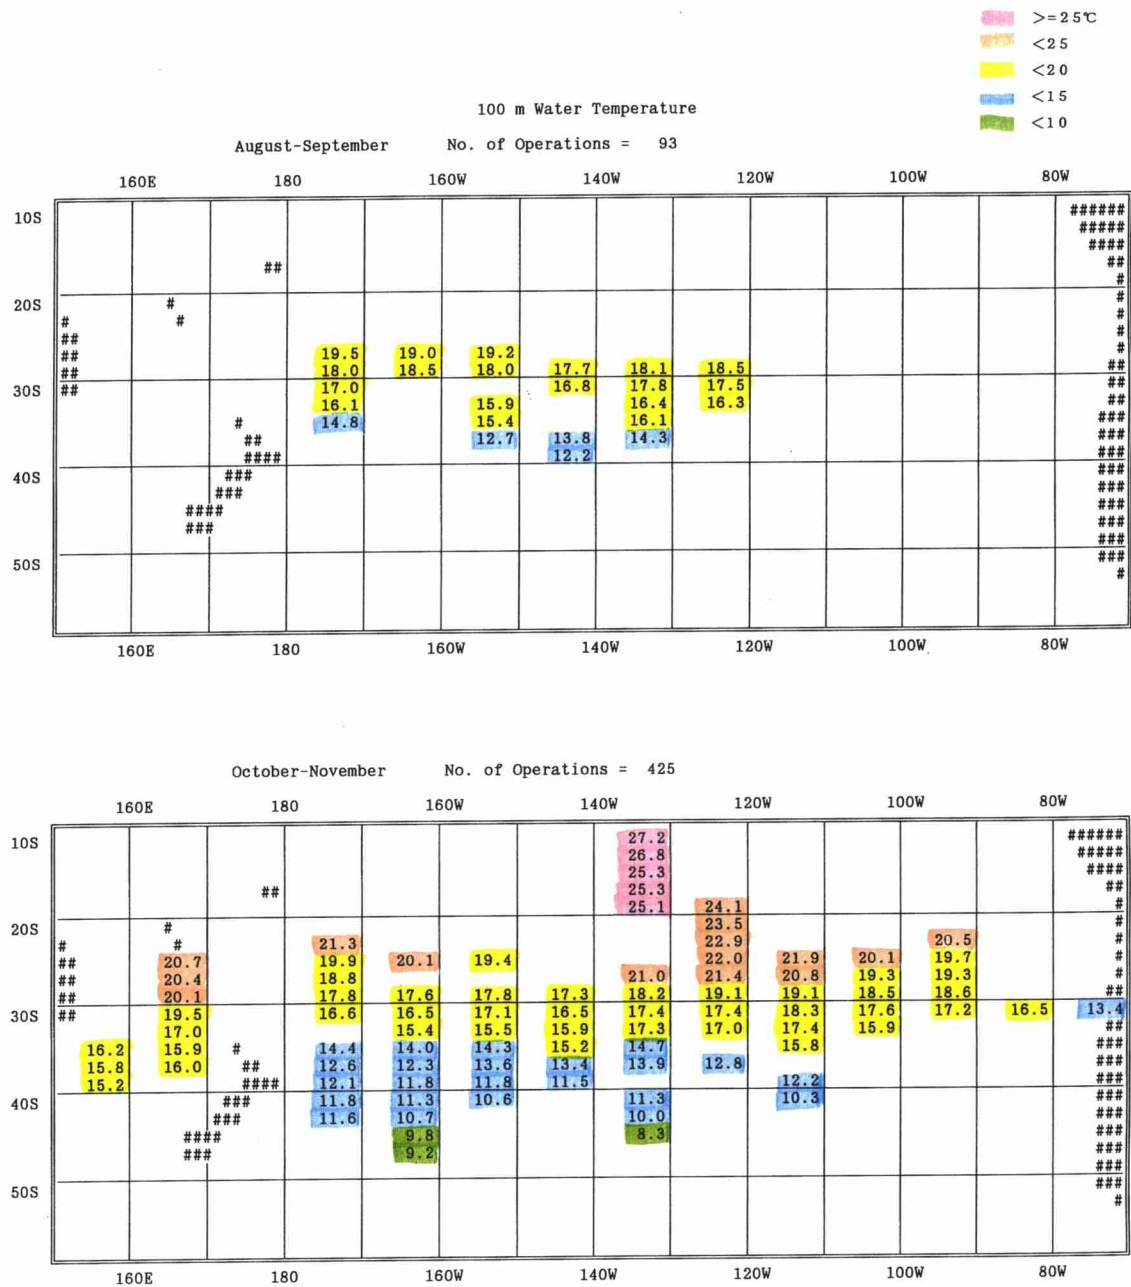 >=25℃
<25
<20
<15
<10
100 m Water Temperature
August-September No. of Operations = 93
160E 180 160W 140W 120W 100W 80W
10S ######
#####
####
## ##
#
20S # #
# # #
## #
## 19.5 19.0 19.2 #
## 18.0 18.5 18.0 17.7 18.1 18.5 ##
30S ## 17.0 16.8 17.8 17.5 ##
16.1 15.9 16.4 16.3 ##
# 14.8 15.4 16.1 ###
## 12.7 13.8 14.3 ###
#### 12.2 ###
40S ### ###
### ###
#### ###
### ###
###
50S ###
#
160E 180 160W 140W 120W 100W 80W
October-November No. of Operations = 425
160E 180 160W 140W 120W 100W 80W
10S 27.2 ######
26.8 #####
25.3 ####
## 25.3 ##
25.1 24.1 #
20S # 23.5 #
# # 21.3 22.9 20.5 #
## 20.7 19.9 20.1 19.4 22.0 21.9 20.1 19.7 #
## 20.4 18.8 21.0 21.4 20.8 19.3 19.3 #
## 20.1 17.8 17.6 17.8 17.3 18.2 19.1 19.1 18.5 18.6 ##
30S ## 19.5 16.6 16.5 17.1 16.5 17.4 17.4 18.3 17.6 17.2 16.5 13.4
17.0 15.4 15.5 15.9 17.3 17.0 17.4 15.9 ##
16.2 15.9 # 14.4 14.0 14.3 15.2 14.7 15.8 ###
15.8 16.0 ## 12.6 12.3 13.6 13.4 13.9 12.8 ###
15.2 #### 12.1 11.8 11.8 11.5 12.2 ###
40S ### 11.8 11.3 10.6 11.3 10.3 ###
### 11.6 10.7 10.0 ###
#### 9.8 8.3 ###
### 9.2 ###
###
50S ###
#
160E 180 160W 140W 120W 100W 80W